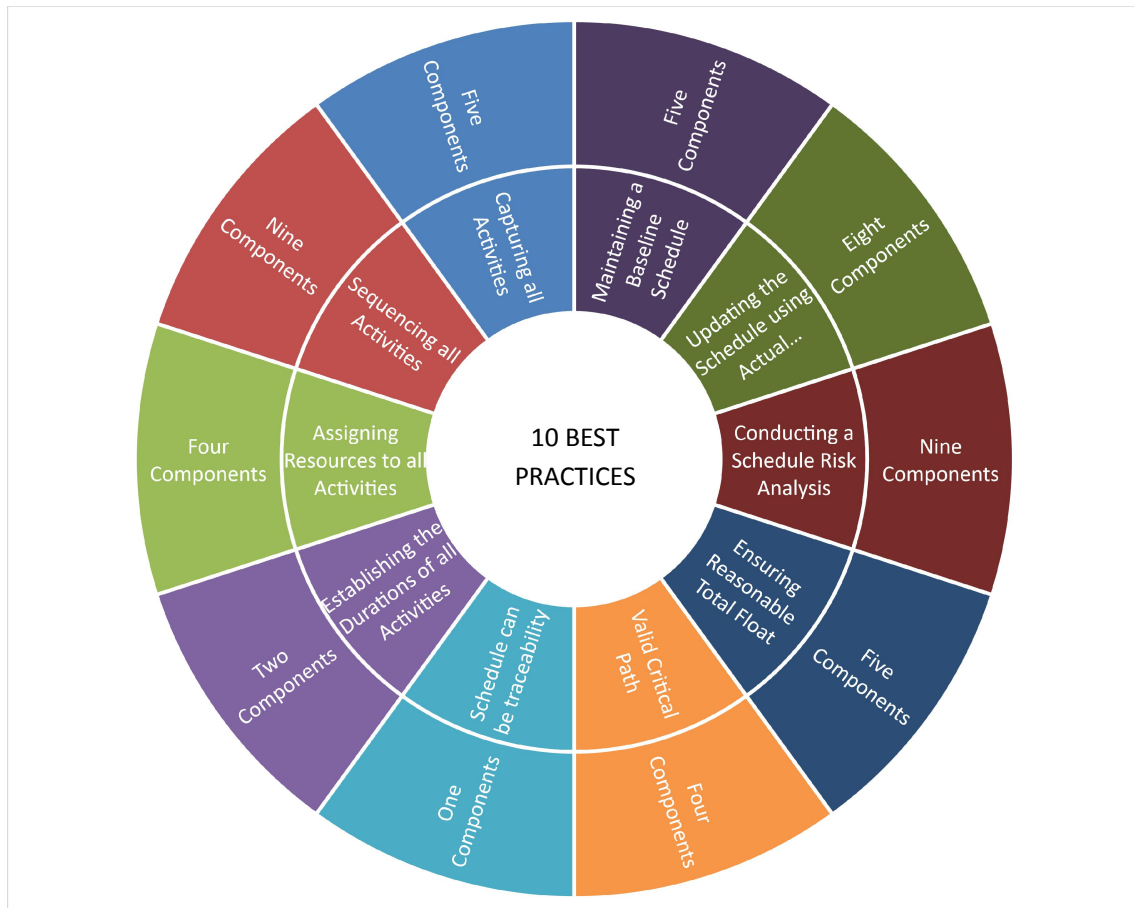 10 BEST
PRACTICES
Five
Components
Maintaining a
Baseline
Schedule
Eight
Components
Updating the
Schedule using
Actual...
Nine Components
Conducting a
Schedule Risk
Analysis
Five
Components
Ensuring
Reasonable
Total Float
Four
Components
Valid Critical
Path
One
Components
Schedule can
be traceability
Two
Components
Establishing the
Durations of all
Activities
Four
Components
Assigning
Resources to all
Activities
Nine
Components
Sequencing all
Activities
Five
Components
Capturing all
Activities